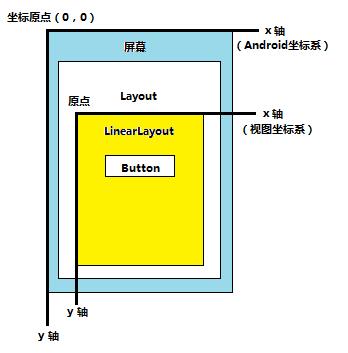 坐标原点（0，0）
x 轴
（Android坐标系）
屏幕
Layout
原点
x 轴
（视图坐标系）
LinearLayout
Button
y 轴
y 轴